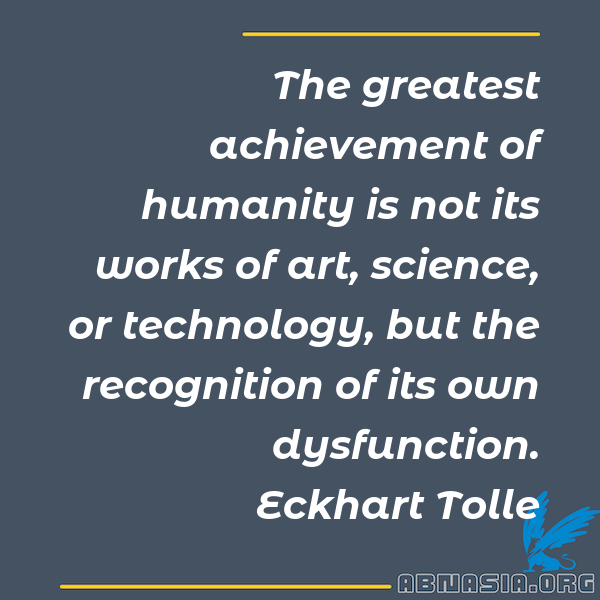 The greatest
achievement of
humanity is not its
works of art, science,
or technology, but the
recognition of its own
dysfunction.
Eckhart Tolle
ABNASIA.ORG